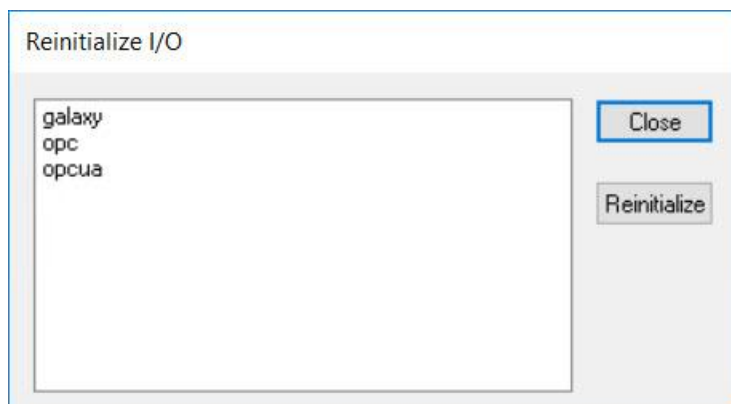 Reinitialize I/O
galaxy
opc
opcua
Close
Reinitialize